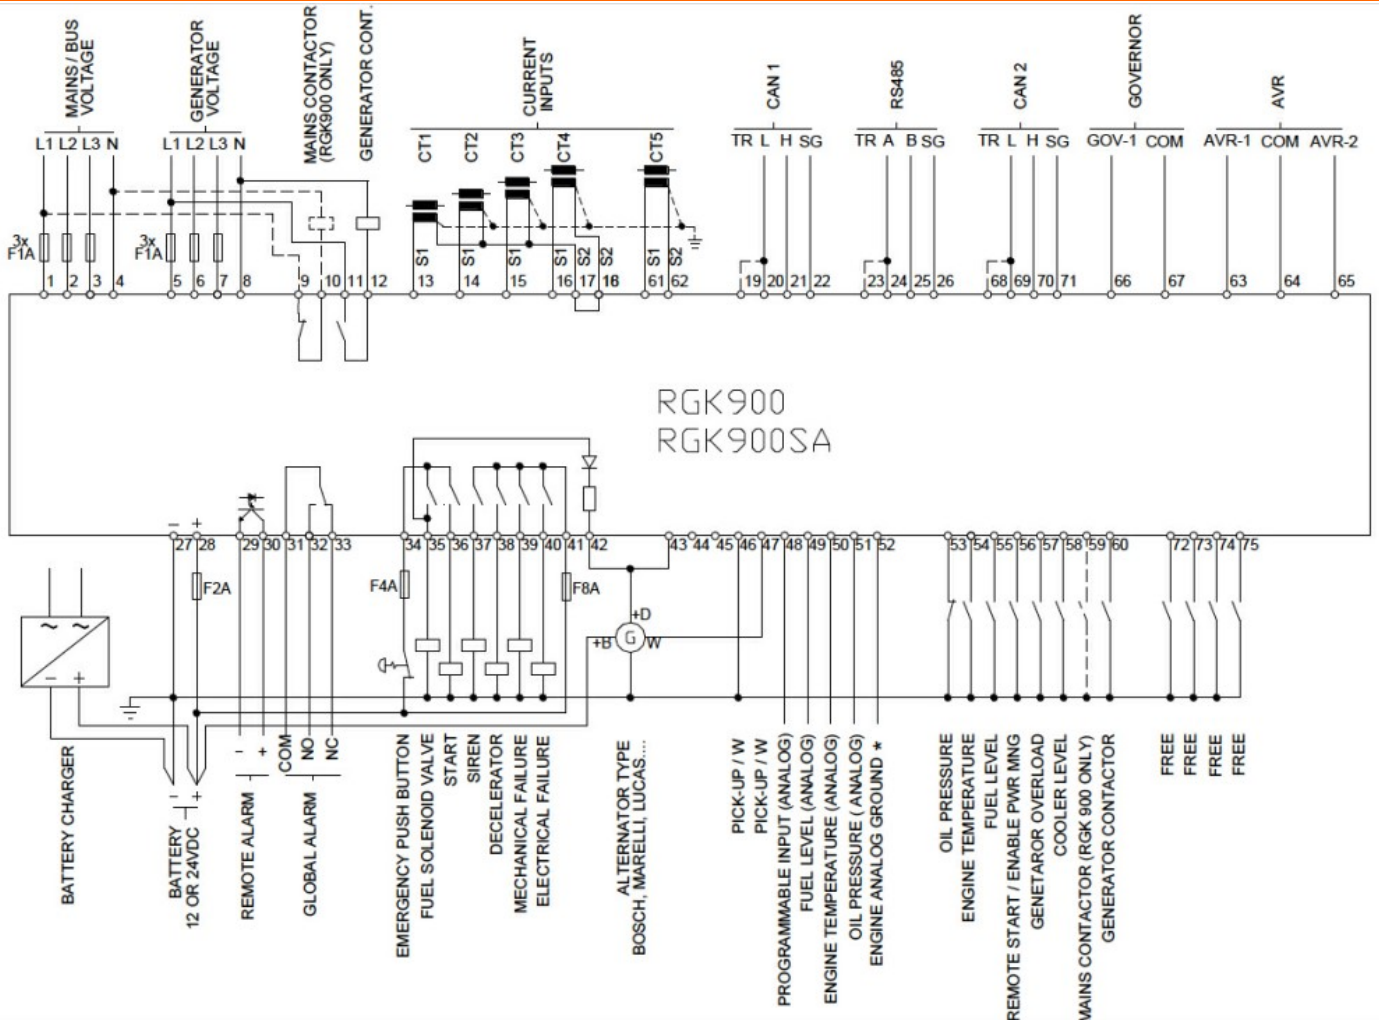 MAINS / BUS
VOLTAGE
GENERATOR
VOLTAGE
MAINS CONTACTOR
(RGK900 ONLY)
GENERATOR CONT.
CURRENT
INPUTS
CAN 1
RS485
CAN 2
GOVERNOR
AVR
L1 L2 L3 N
L1 L2 L3 N
CT1
CT2
CT3
CT4
CT5
TR L H SG
TR A B SG
TR L H SG
GOV-1 COM
AVR-1 COM AVR-2
3x
F1A
3x
F1A
S1
S1
S1
S1
S2
S1
S2
1 2 3 4
5 6 7 8
9 10 11 12
13 14 15 16 17 18
61 62
19 20 21 22
23 24 25 26
68 69 70 71
66 67
63 64 65
RGK900
RGK900SA
− +
27 28 29 30 31 32 33
34 35 36 37 38 39 40 41 42
43 44 45 46 47 48 49 50 51 52
53 54 55 56 57 58 59 60
72 73 74 75
F2A
F4A
F8A
~ ~
− +
+D
+B G W
BATTERY CHARGER
− +
BATTERY
12 OR 24VDC
− +
REMOTE ALARM
COM
NO
NC
GLOBAL ALARM
EMERGENCY PUSH BUTTON
FUEL SOLENOID VALVE
START
SIREN
DECELERATOR
MECHANICAL FAILURE
ELECTRICAL FAILURE
ALTERNATOR TYPE
BOSCH, MARELLI, LUCAS....
PICK-UP / W
PICK-UP / W
PROGRAMMABLE INPUT (ANALOG)
FUEL LEVEL (ANALOG)
ENGINE TEMPERATURE (ANALOG)
OIL PRESSURE ( ANALOG)
ENGINE ANALOG GROUND *
OIL PRESSURE
ENGINE TEMPERATURE
FUEL LEVEL
REMOTE START / ENABLE PWR MNG
GENETAROR OVERLOAD
COOLER LEVEL
MAINS CONTACTOR (RGK 900 ONLY)
GENERATOR CONTACTOR
FREE
FREE
FREE
FREE